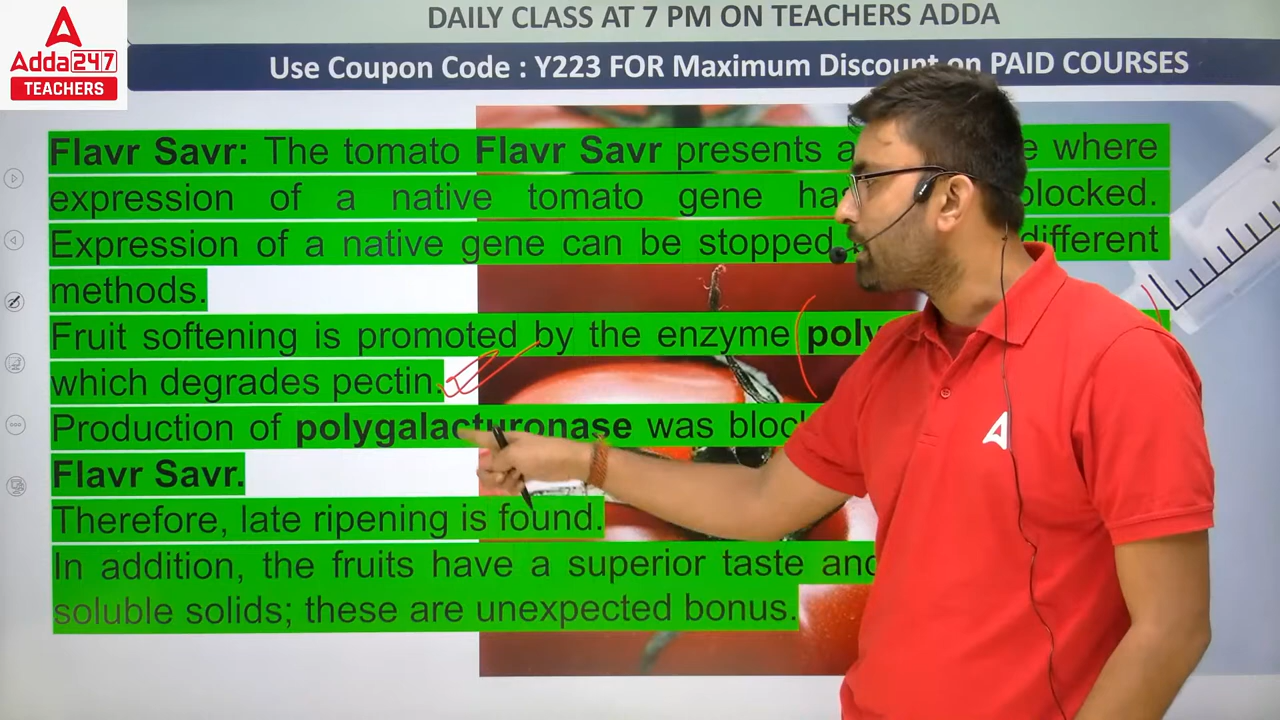 DAILY CLASS AT 7 PM ON TEACHERS ADDA
Adda247
TEACHERS
Use Coupon Code : Y223 FOR Maximum Discount on PAID COURSES
Flavr Savr: The tomato Flavr Savr presents where
expression of a native tomato gene blocked.
Expression of a native gene can be stopped different
methods.
Fruit softening is promoted by the enzyme
which degrades pectin.
Production of polygalacturonase was
Flavr Savr.
Therefore, late ripening is found.
In addition, the fruits have a superior taste
soluble solids; these are unexpected bonus.